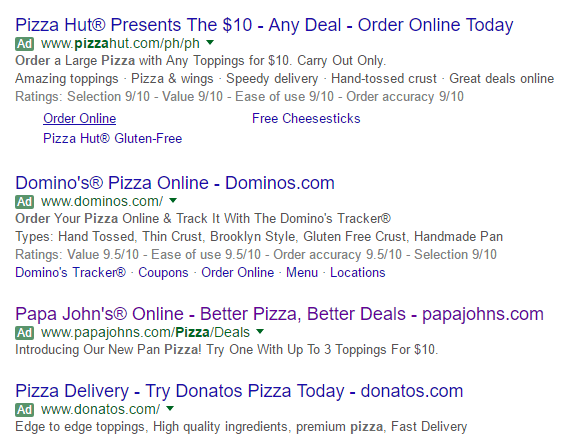 Pizza Hut® Presents The $10 - Any Deal - Order Online Today
Ad www.pizzahut.com/ph/ph
Order a Large Pizza with Any Toppings for $10. Carry Out Only.
Amazing toppings · Pizza & wings · Speedy delivery · Hand-tossed crust · Great deals online
Ratings: Selection 9/10 - Value 9/10 - Ease of use 9/10 - Order accuracy 9/10
Order Online Free Cheesesticks
Pizza Hut® Gluten-Free
Domino's® Pizza Online - Dominos.com
Ad www.dominos.com/
Order Your Pizza Online & Track It With The Domino's Tracker®
Types: Hand Tossed, Thin Crust, Brooklyn Style, Gluten Free Crust, Handmade Pan
Ratings: Value 9.5/10 - Ease of use 9.5/10 - Order accuracy 9.5/10 - Selection 9/10
Domino's Tracker® · Coupons · Order Online · Menu · Locations
Papa John's® Online - Better Pizza, Better Deals - papajohns.com
Ad www.papajohns.com/Pizza/Deals
Introducing Our New Pan Pizza! Try One With Up To 3 Toppings For $10.
Pizza Delivery - Try Donatos Pizza Today - donatos.com
Ad www.donatos.com/
Edge to edge toppings, High quality ingredients, premium pizza, Fast Delivery